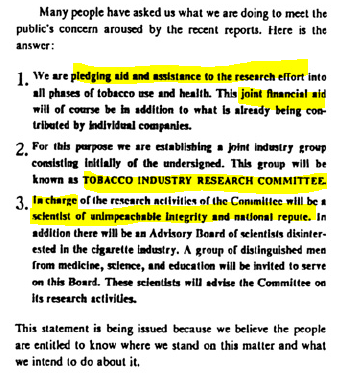 Many people have asked us what we are doing to meet the
public's concern aroused by the recent reports. Here is the
answer:
1. We are pledging aid and assistance to the research effort into
all phases of tobacco use and health. This joint financial aid
will of course be in addition to what is already being con-
tributed by individual companies.
2. For this purpose we are establishing a joint industry group
consisting initially of the undersigned. This group will be
known as TOBACCO INDUSTRY RESEARCH COMMITTEE.
3. In charge of the research activities of the Committee will be a
scientist of unimpeachable integrity and national repute. In
addition there will be an Advisory Board of scientists disinter-
ested in the cigarette industry. A group of distinguished men
from medicine, science, and education will be invited to serve
on this Board. These scientists will advise the Committee on
its research activities.
This statement is being issued because we believe the people
are entitled to know where we stand on this matter and what
we intend to do about it.